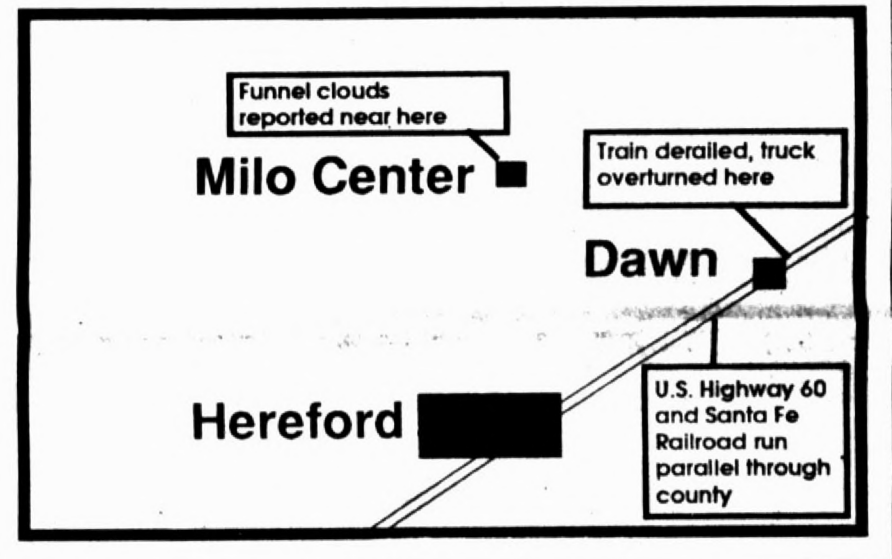 Funnel clouds
reported near here
Milo Center
Train derailed, truck
overturned here
Dawn
Hereford
U.S. Highway 60
and Santa Fe
Railroad run
parallel through
county